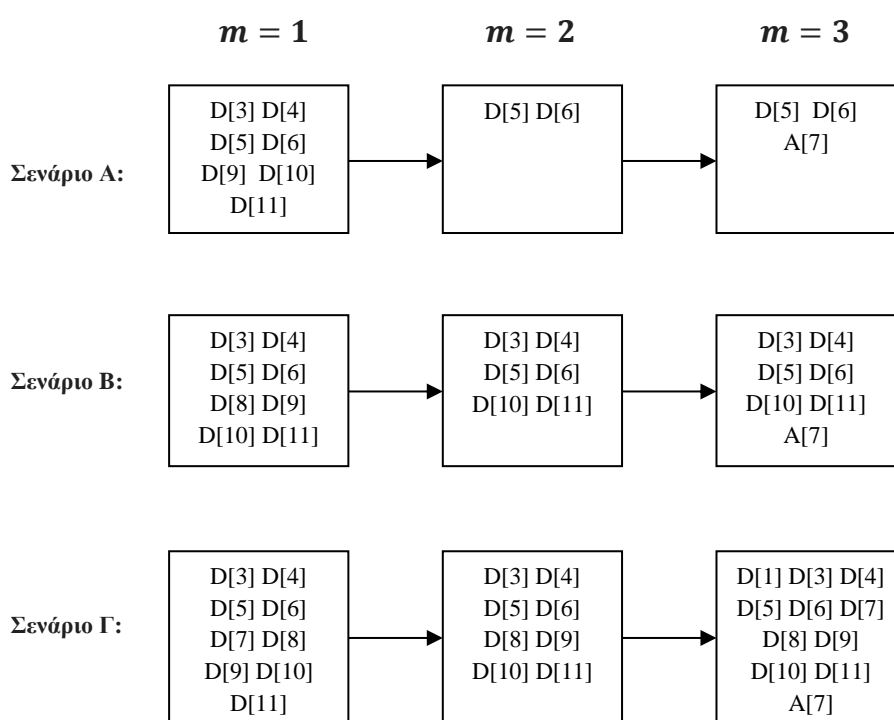 m = 1 m = 2 m = 3
Σενάριο Α:
D[3] D[4]
D[5] D[6]
D[9] D[10]
D[11]
D[5] D[6]
D[5] D[6]
A[7]
Σενάριο Β:
D[3] D[4]
D[5] D[6]
D[8] D[9]
D[10] D[11]
D[3] D[4]
D[5] D[6]
D[10] D[11]
D[3] D[4]
D[5] D[6]
D[10] D[11]
A[7]
Σενάριο Γ:
D[3] D[4]
D[5] D[6]
D[7] D[8]
D[9] D[10]
D[11]
D[3] D[4]
D[5] D[6]
D[8] D[9]
D[10] D[11]
D[1] D[3] D[4]
D[5] D[6] D[7]
D[8] D[9]
D[10] D[11]
A[7]